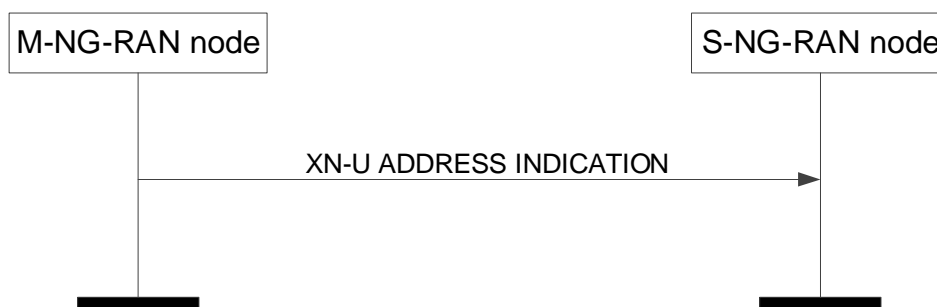 M-NG-RAN node
S-NG-RAN node
XN-U ADDRESS INDICATION